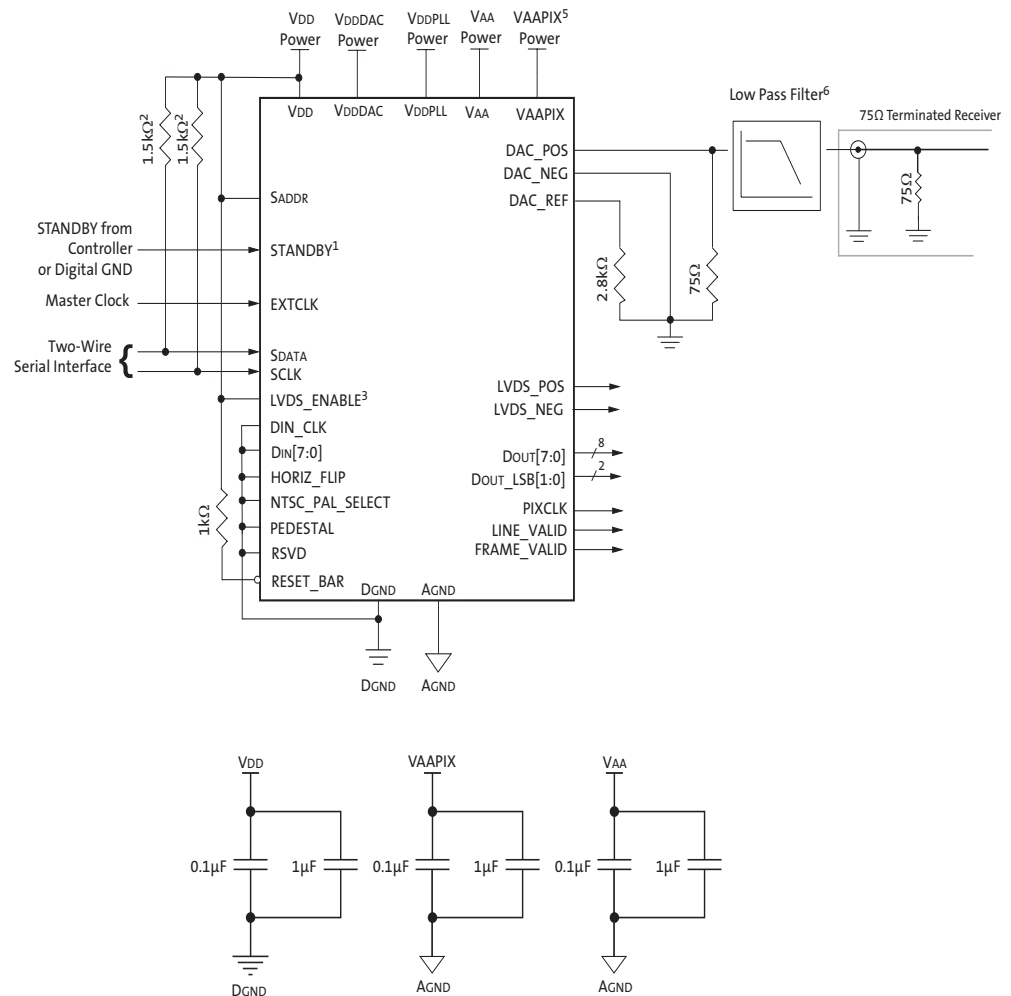 VDD
Power
VDDDAC
Power
VDDPLL
Power
VAA
Power
VAAPIX5
Power
VDD
VDDDAC
VDDPLL
VAA
VAAPIX
1.5kΩ2
1.5kΩ2
Low Pass Filter6
75Ω Terminated Receiver
75Ω
DAC_POS
DAC_NEG
DAC_REF
2.8kΩ
75Ω
SADDR
STANDBY from
Controller
or Digital GND
STANDBY1
Master Clock
EXTCLK
Two-Wire
Serial Interface
{
SDATA
SCLK
LVDS_ENABLE3
DIN_CLK
DIN[7:0]
HORIZ_FLIP
NTSC_PAL_SELECT
PEDESTAL
RSVD
RESET_BAR
1kΩ
LVDS_POS
LVDS_NEG
DOUT[7:0]
8
DOUT_LSB[1:0]
2
PIXCLK
LINE_VALID
FRAME_VALID
DGND
AGND
DGND
AGND
VDD
VAAPIX
VAA
0.1µF
1µF
0.1µF
1µF
0.1µF
1µF
DGND
AGND
AGND